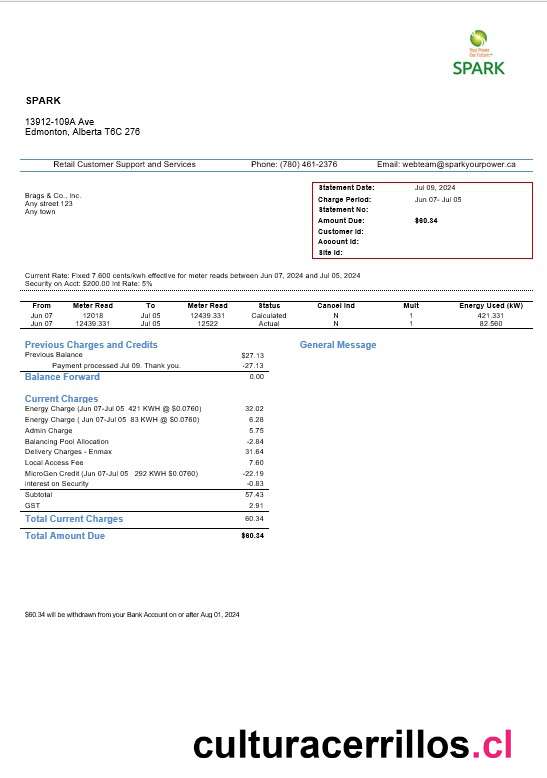 Your Power
Our Future™
SPARK
SPARK
13912-109A Ave
Edmonton, Alberta T6C 276
Retail Customer Support and Services Phone: (780) 461-2376 Email: webteam@sparkyourpower.ca
Brags & Co., Inc.
Any street 123
Any town
Statement Date: Jul 09, 2024
Charge Period: Jun 07- Jul 05
Statement No:
Amount Due: $60.34
Customer Id:
Account Id:
Site Id:
Current Rate: Fixed 7.600 cents/kwh effective for meter reads between Jun 07, 2024 and Jul 05, 2024
Security on Acct: $200.00 Int Rate: 5%
From Meter Read To Meter Read Status Cancel Ind Mult Energy Used (kW)
Jun 07 12018 Jul 05 12439.331 Calculated N 1 421.331
Jun 07 12439.331 Jul 05 12522 Actual N 1 82.560
Previous Charges and Credits
General Message
Previous Balance $27.13
Payment processed Jul 09. Thank you. -27.13
Balance Forward 0.00
Current Charges
Energy Charge (Jun 07-Jul 05 421 KWH @ $0.0760) 32.02
Energy Charge ( Jun 07-Jul 05 83 KWH @ $0.0760) 6.28
Admin Charge 5.75
Balancing Pool Allocation -2.84
Delivery Charges - Enmax 31.64
Local Access Fee 7.60
MicroGen Credit (Jun 07-Jul 05 292 KWH $0.0760) -22.19
Interest on Security -0.83
Subtotal 57.43
GST 2.91
Total Current Charges 60.34
Total Amount Due $60.34
$60.34 will be withdrawn from your Bank Account on or after Aug 01, 2024
culturacerrillos.cl